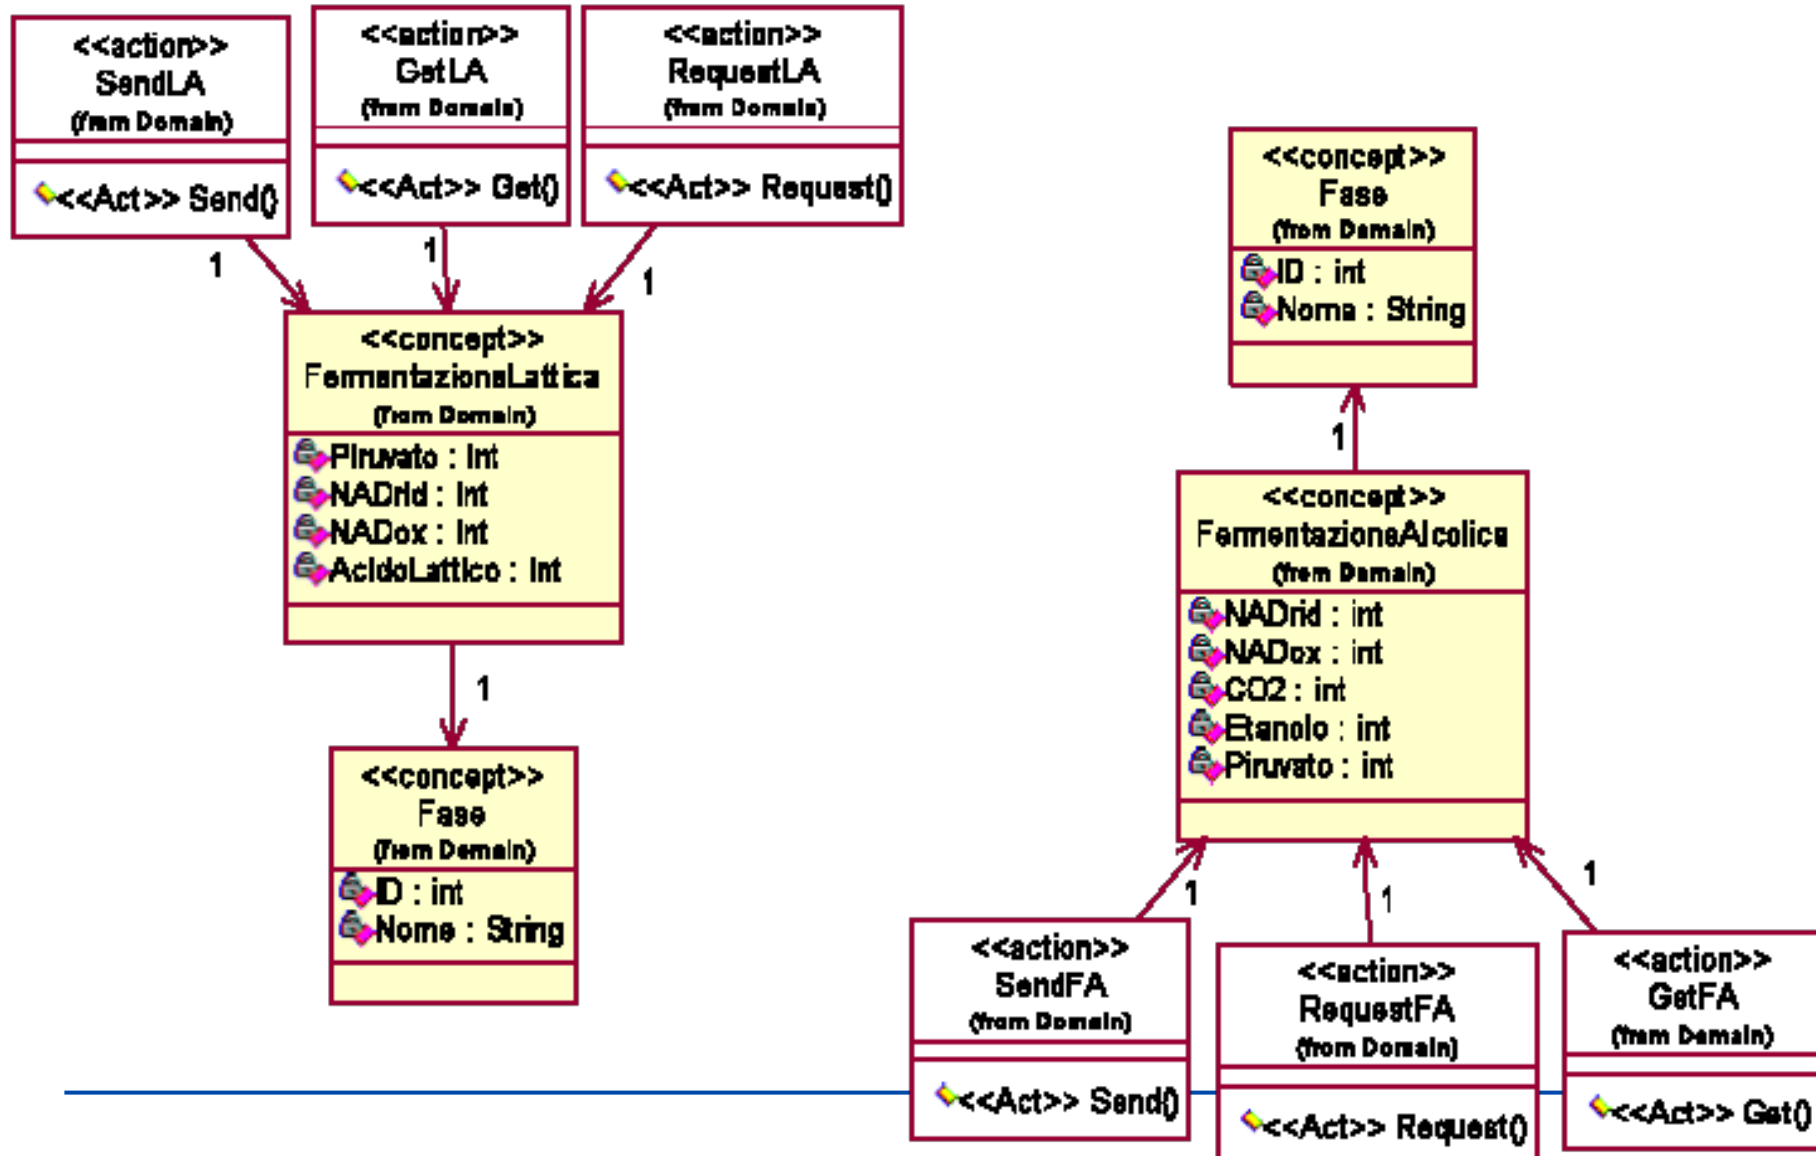 <<action>>
SendLA
(from Domain)
<<Act>> Send()
1
<<action>>
GetLA
(from Domain)
<<Act>> Get()
1
<<action>>
RequestLA
(from Domain)
<<Act>> Request()
1
<<concept>>
FermentazioneLattica
(from Domain)
Piruvato : int
NADrid : int
NADox : int
AcidoLattico : int
1
<<concept>>
Fase
(from Domain)
ID : int
Nome : String
<<concept>>
Fase
(from Domain)
ID : int
Nome : String
1
<<concept>>
FermentazioneAlcolica
(from Domain)
NADrid : int
NADox : int
CO2 : int
Etanolo : int
Piruvato : int
1
1
1
<<action>>
SendFA
(from Domain)
<<Act>> Send()
<<action>>
RequestFA
(from Domain)
<<Act>> Request()
<<action>>
GetFA
(from Domain)
<<Act>> Get()